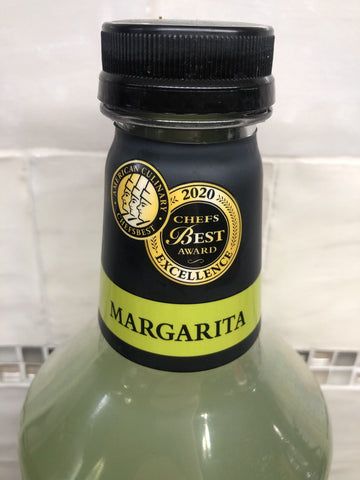 AMERICAN CULINARY
CHEFSBEST
2020
CHEFS
BEST
AWARD
EXCELLENCE
MARGARITA